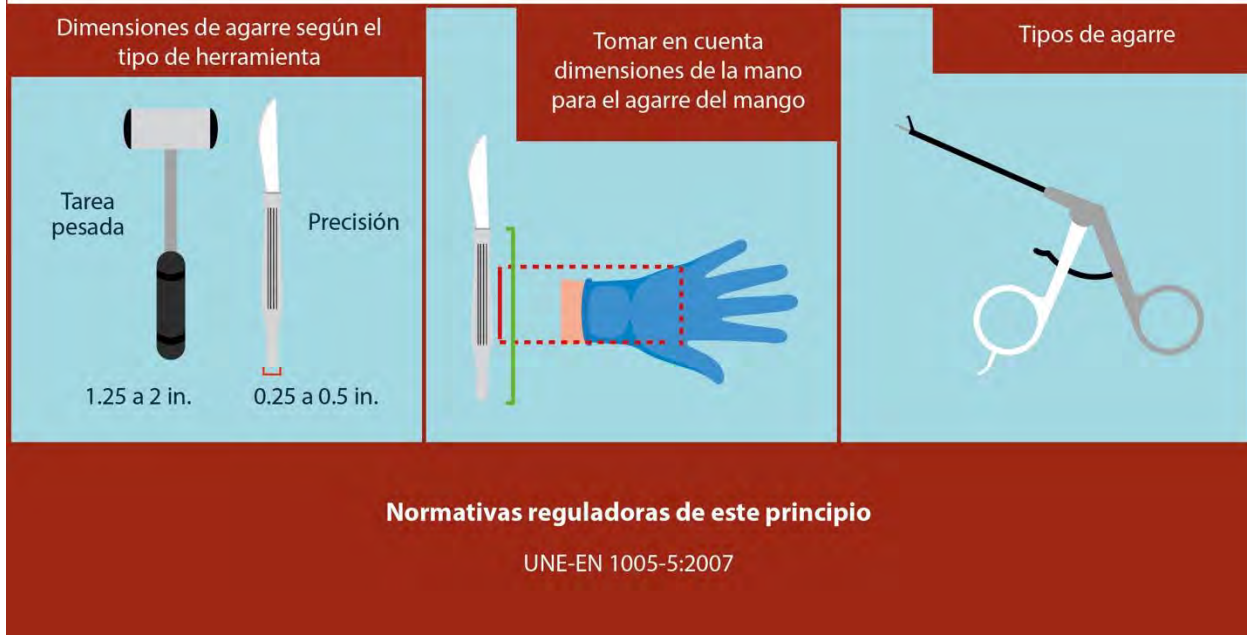 Dimensiones de agarre según el
tipo de herramienta
Tarea
pesada
Precisión
1.25 a 2 in.
0.25 a 0.5 in.
Tomar en cuenta
dimensiones de la mano
para el agarre del mango
Tipos de agarre
Normativas reguladoras de este principio
UNE-EN 1005-5:2007